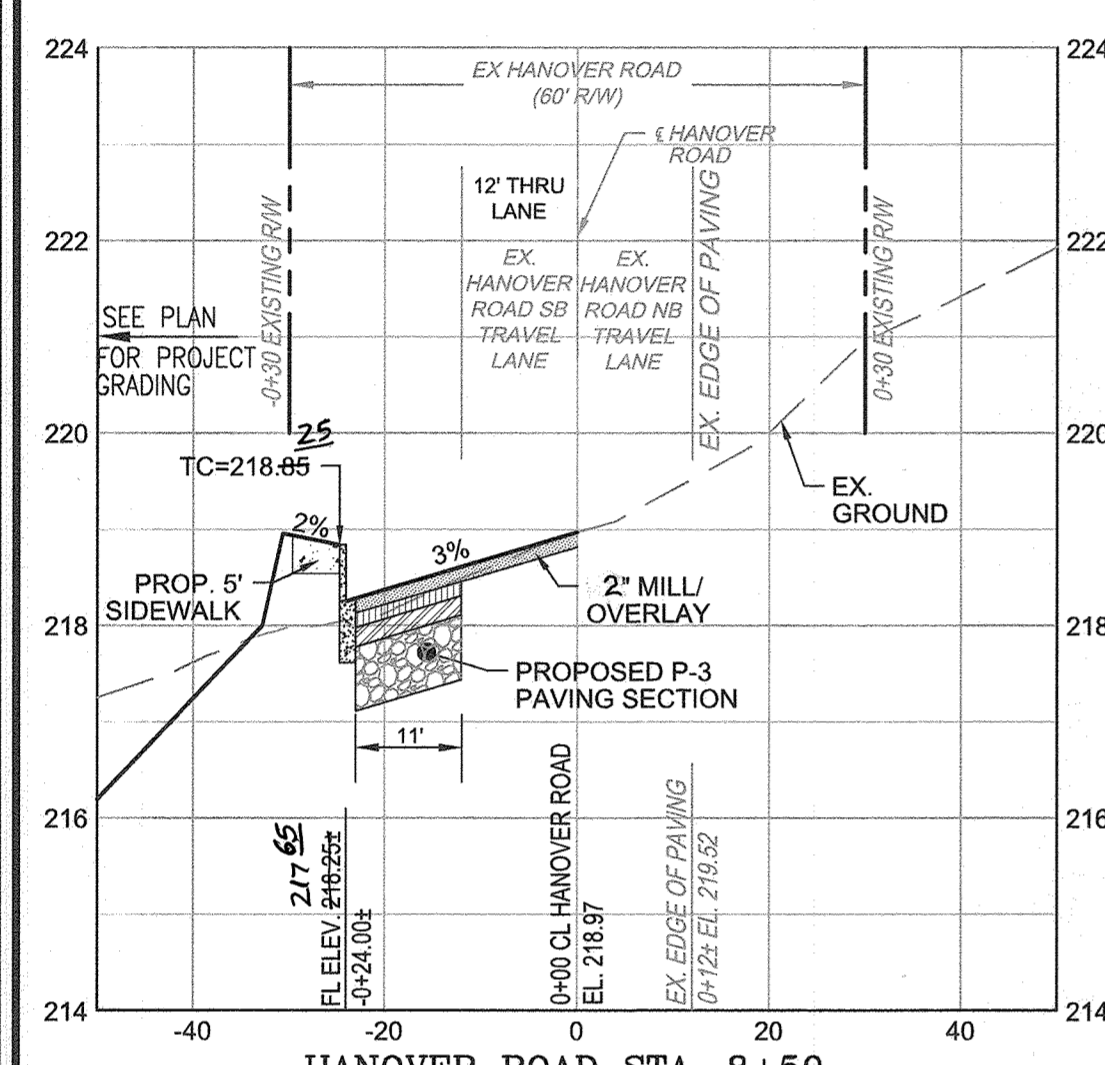 224
224
EX HANOVER ROAD
(60' R/W)
℄ HANOVER
ROAD
12' THRU
LANE
222
222
-0+30 EXISTING R/W
EX.
HANOVER
ROAD SB
TRAVEL
LANE
EX.
HANOVER
ROAD NB
TRAVEL
LANE
EX. EDGE OF PAVING
0+30 EXISTING R/W
SEE PLAN
FOR PROJECT
GRADING
220
220
25
TC=218.85
EX.
GROUND
2%
3%
PROP. 5'
SIDEWALK
2" MILL/
OVERLAY
218
218
PROPOSED P-3
PAVING SECTION
11'
216
216
217 65
FL ELEV. 218.25±
-0+24.00±
0+00 CL HANOVER ROAD
EL. 218.97
EX. EDGE OF PAVING
0+12± EL. 219.52
214
214
-40
-20
0
20
40
HANOVER ROAD STA. 8+50